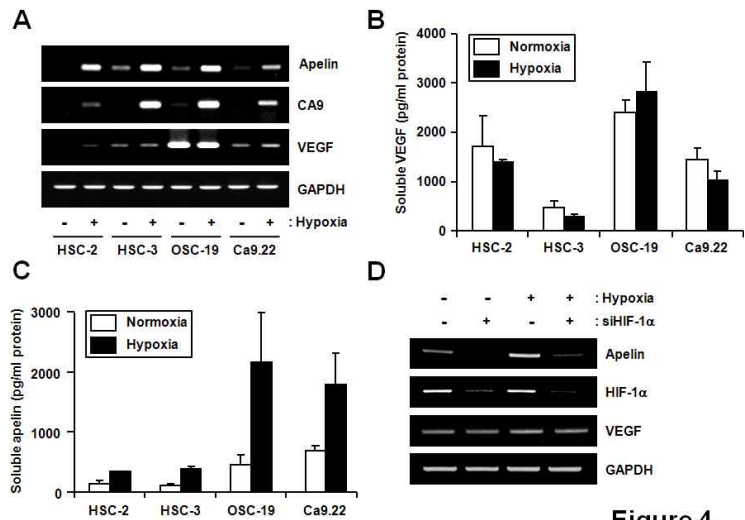 A
Apelin
CA9
VEGF
GAPDH
- + - + - + - + : Hypoxia
HSC-2 HSC-3 OSC-19 Ca9.22
B
Soluble VEGF (pg/ml protein)
4000
3000
2000
1000
0
Normoxia
Hypoxia
HSC-2 HSC-3 OSC-19 Ca9.22
C
Soluble apelin (pg/ml protein)
3000
2000
1000
0
Normoxia
Hypoxia
HSC-2 HSC-3 OSC-19 Ca9.22
D
- - + + : Hypoxia
- + - + : siHIF-1α
Apelin
HIF-1α
VEGF
GAPDH
Figure 4